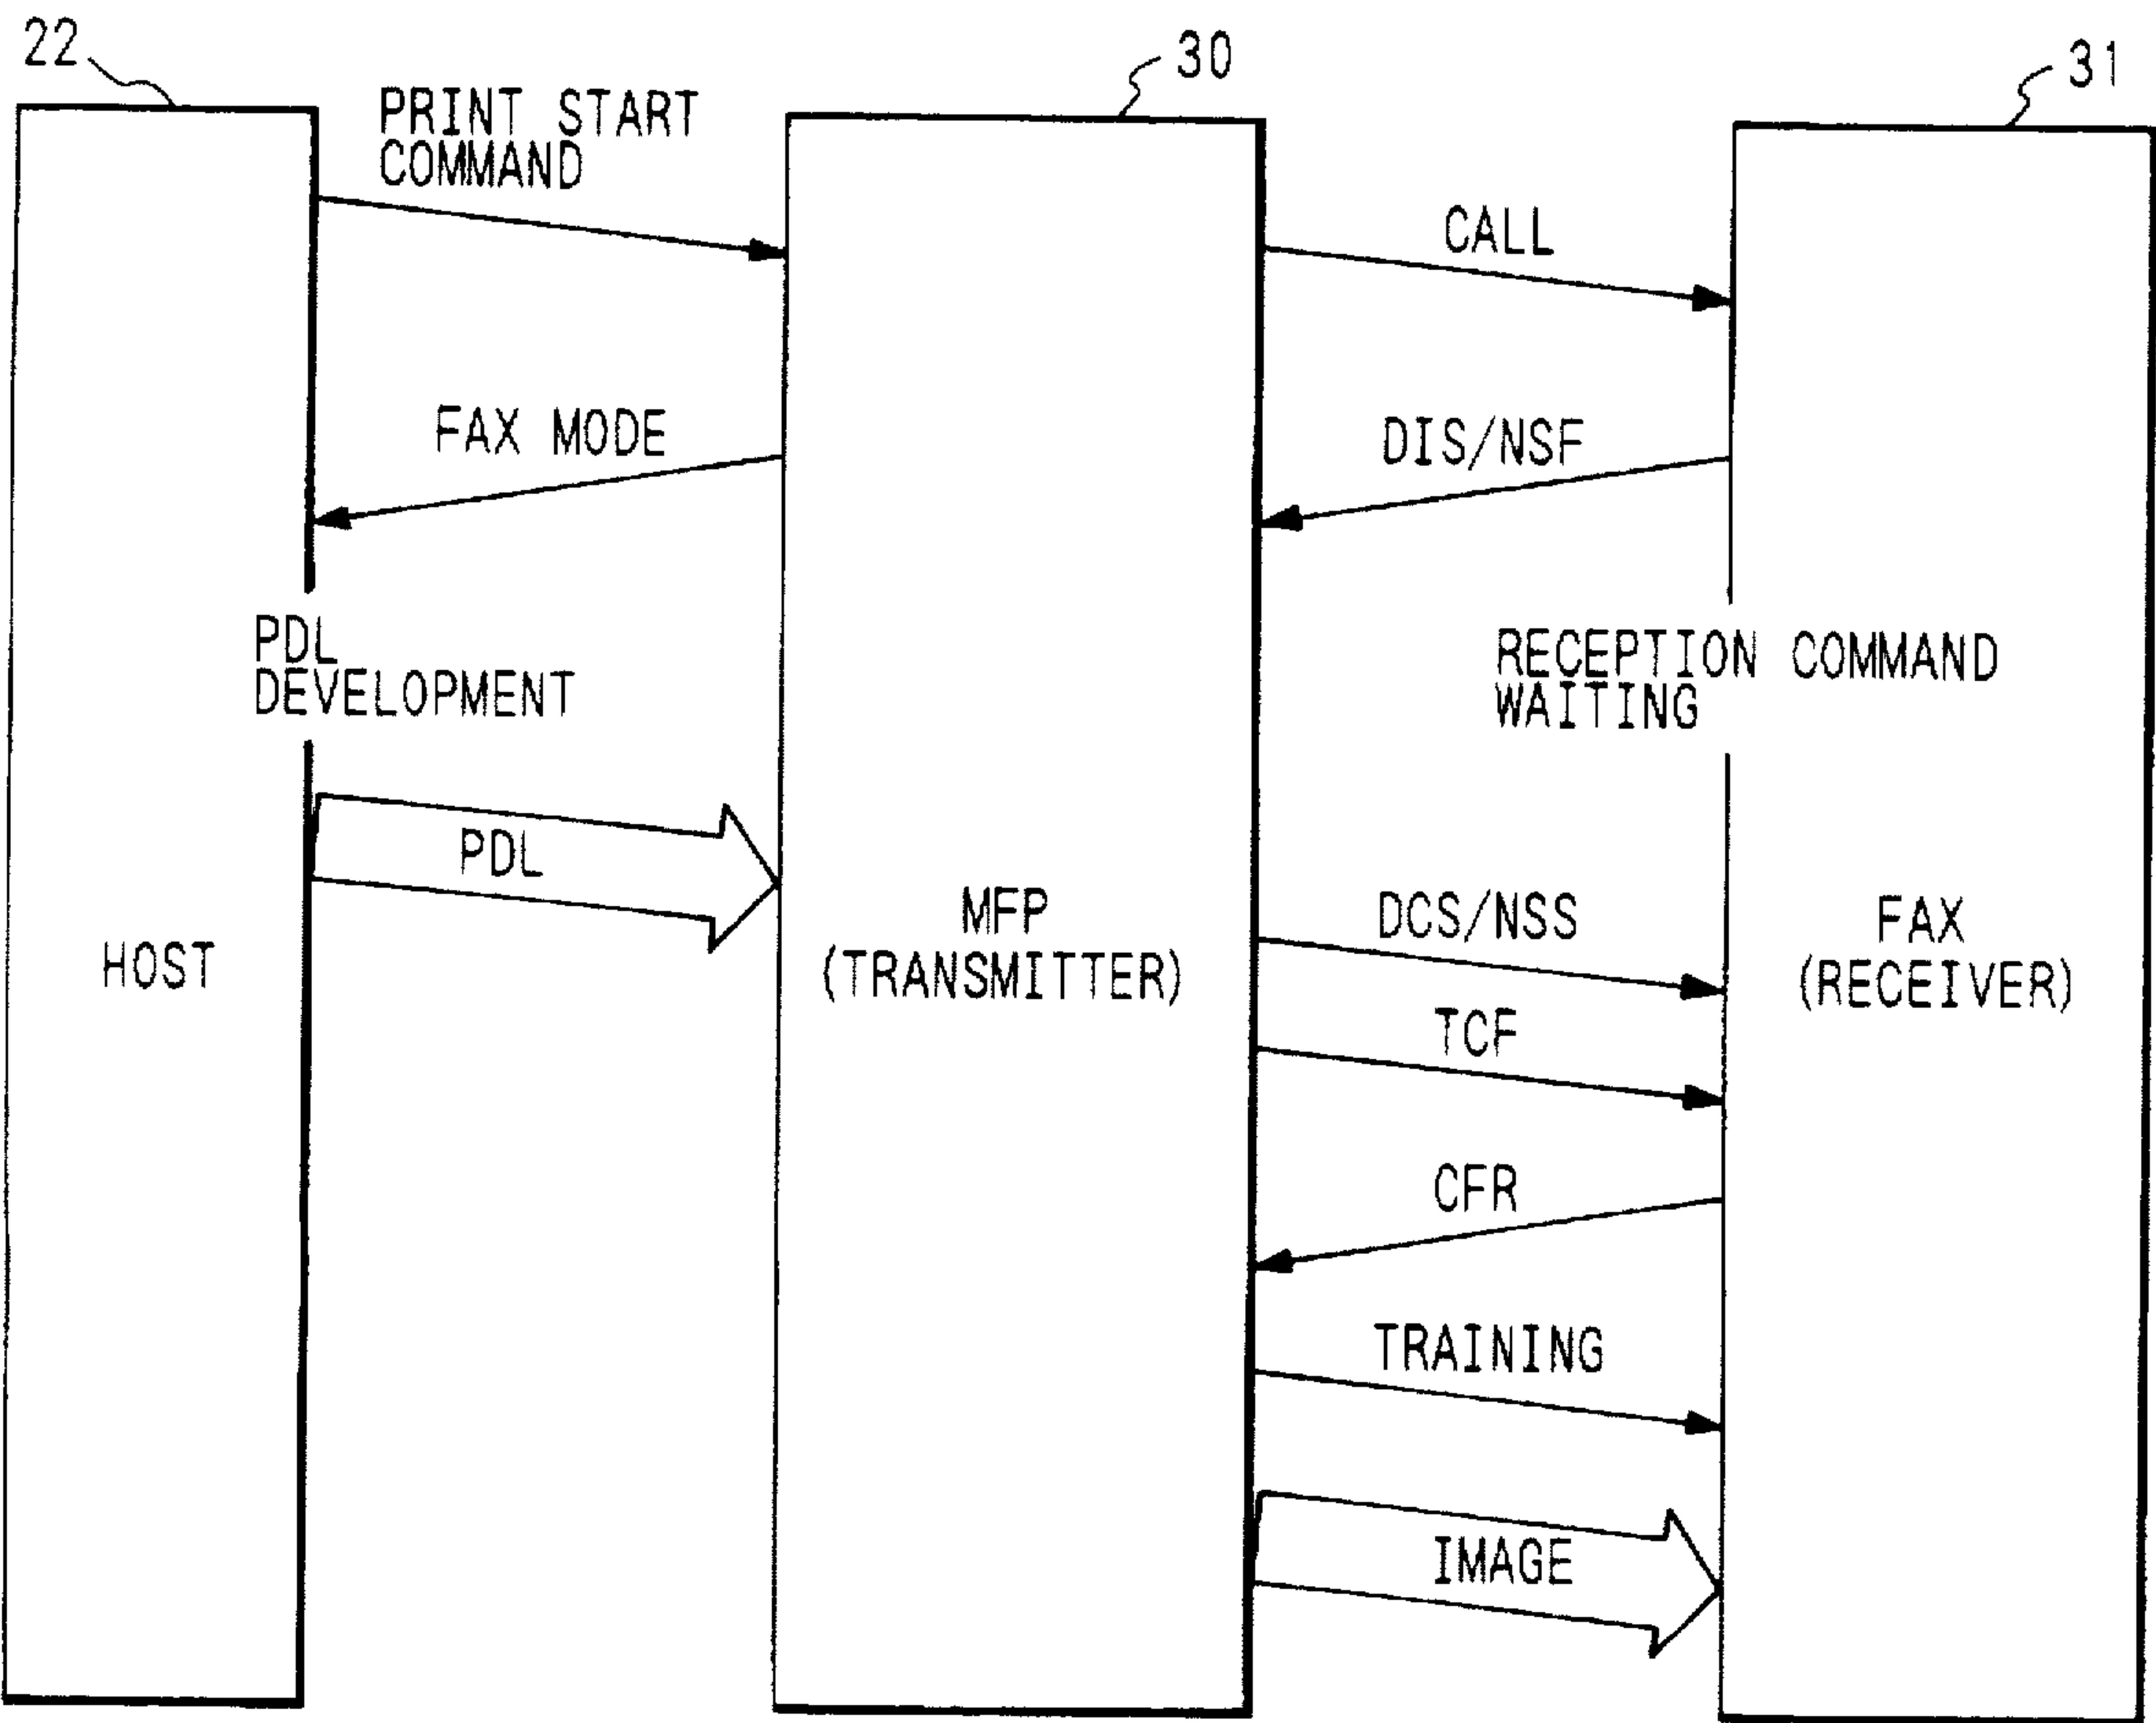 22
30
31
PRINT START
COMMAND
CALL
FAX MODE
DIS/NSF
PDL
DEVELOPMENT
RECEPTION COMMAND
WAITING
PDL
HOST
MFP
(TRANSMITTER)
DCS/NSS
FAX
(RECEIVER)
TCF
CFR
TRAINING
IMAGE